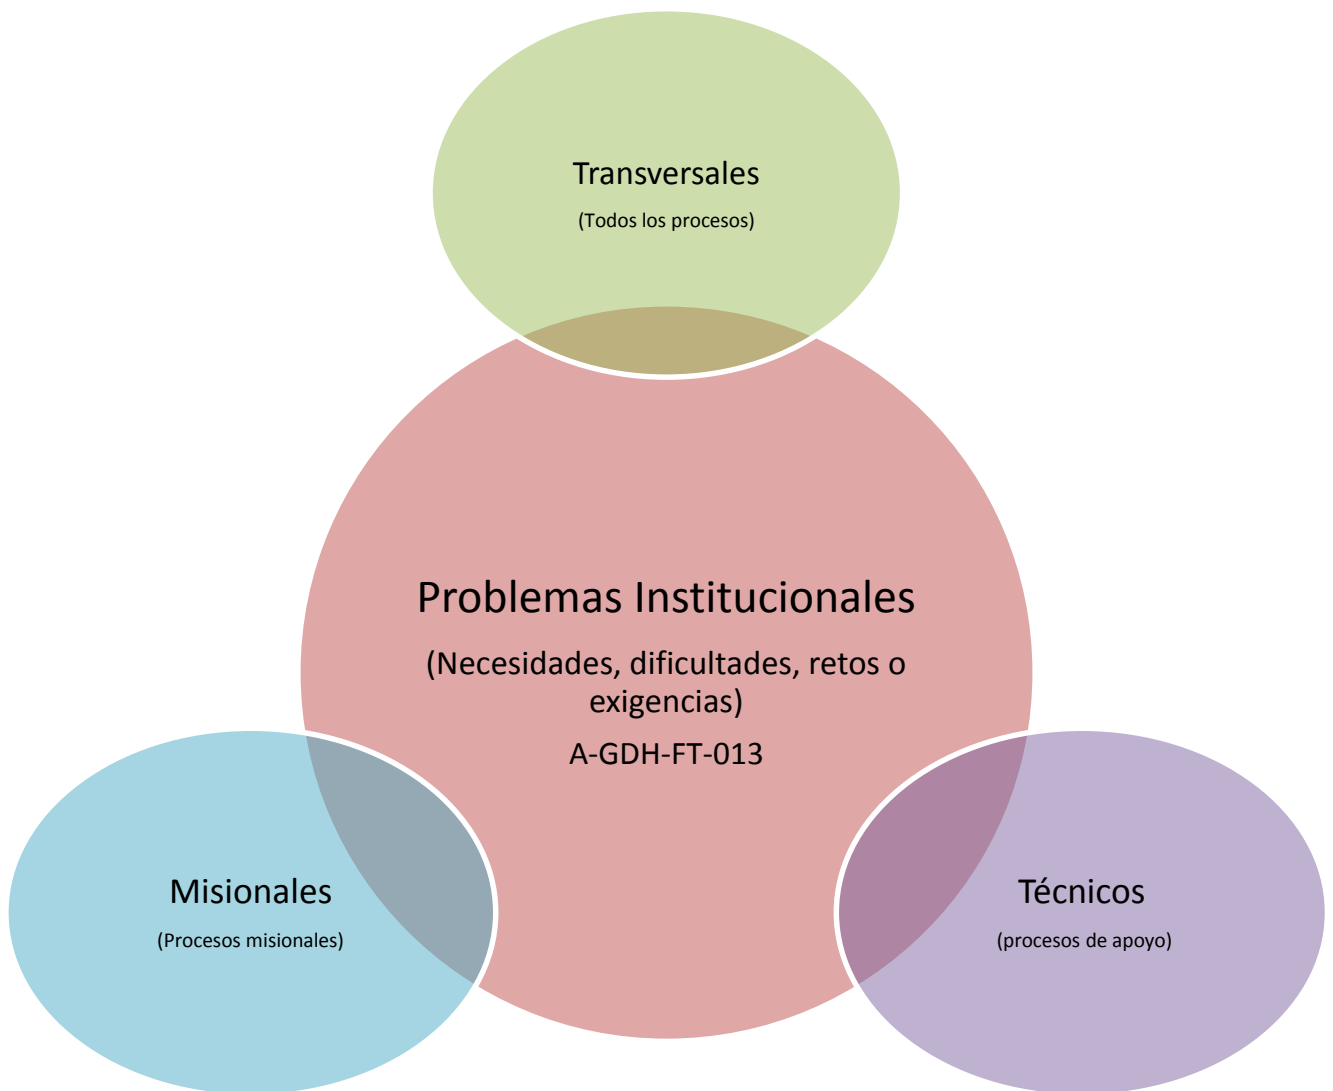 Transversales
(Todos los procesos)
Problemas Institucionales
(Necesidades, dificultades, retos o
exigencias)
A-GDH-FT-013
Misionales
(Procesos misionales)
Técnicos
(procesos de apoyo)